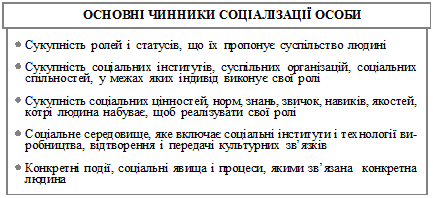 ОСНОВНІ ЧИННИКИ СОЦІАЛІЗАЦІЇ ОСОБИ
Сукупність ролей і статусів, що їх пропонує суспільство людині
Сукупність соціальних інститутів, суспільних організацій, соціальних
спільностей, у межах яких індивід виконує свої ролі
Сукупність соціальних цінностей, норм, знань, звичок, навиків, якостей,
котрі людина набуває, щоб реалізувати свої ролі
Соціальне середовище, яке включає соціальні інститути і технології ви-
робництва, відтворення і передачі культурних зв’язків
Конкретні події, соціальні явища і процеси, якими зв’язана конкретна
людина